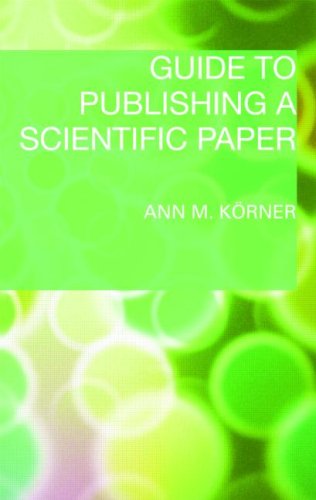 GUIDE TO
PUBLISHING A
SCIENTIFIC PAPER
ANN M. KÖRNER